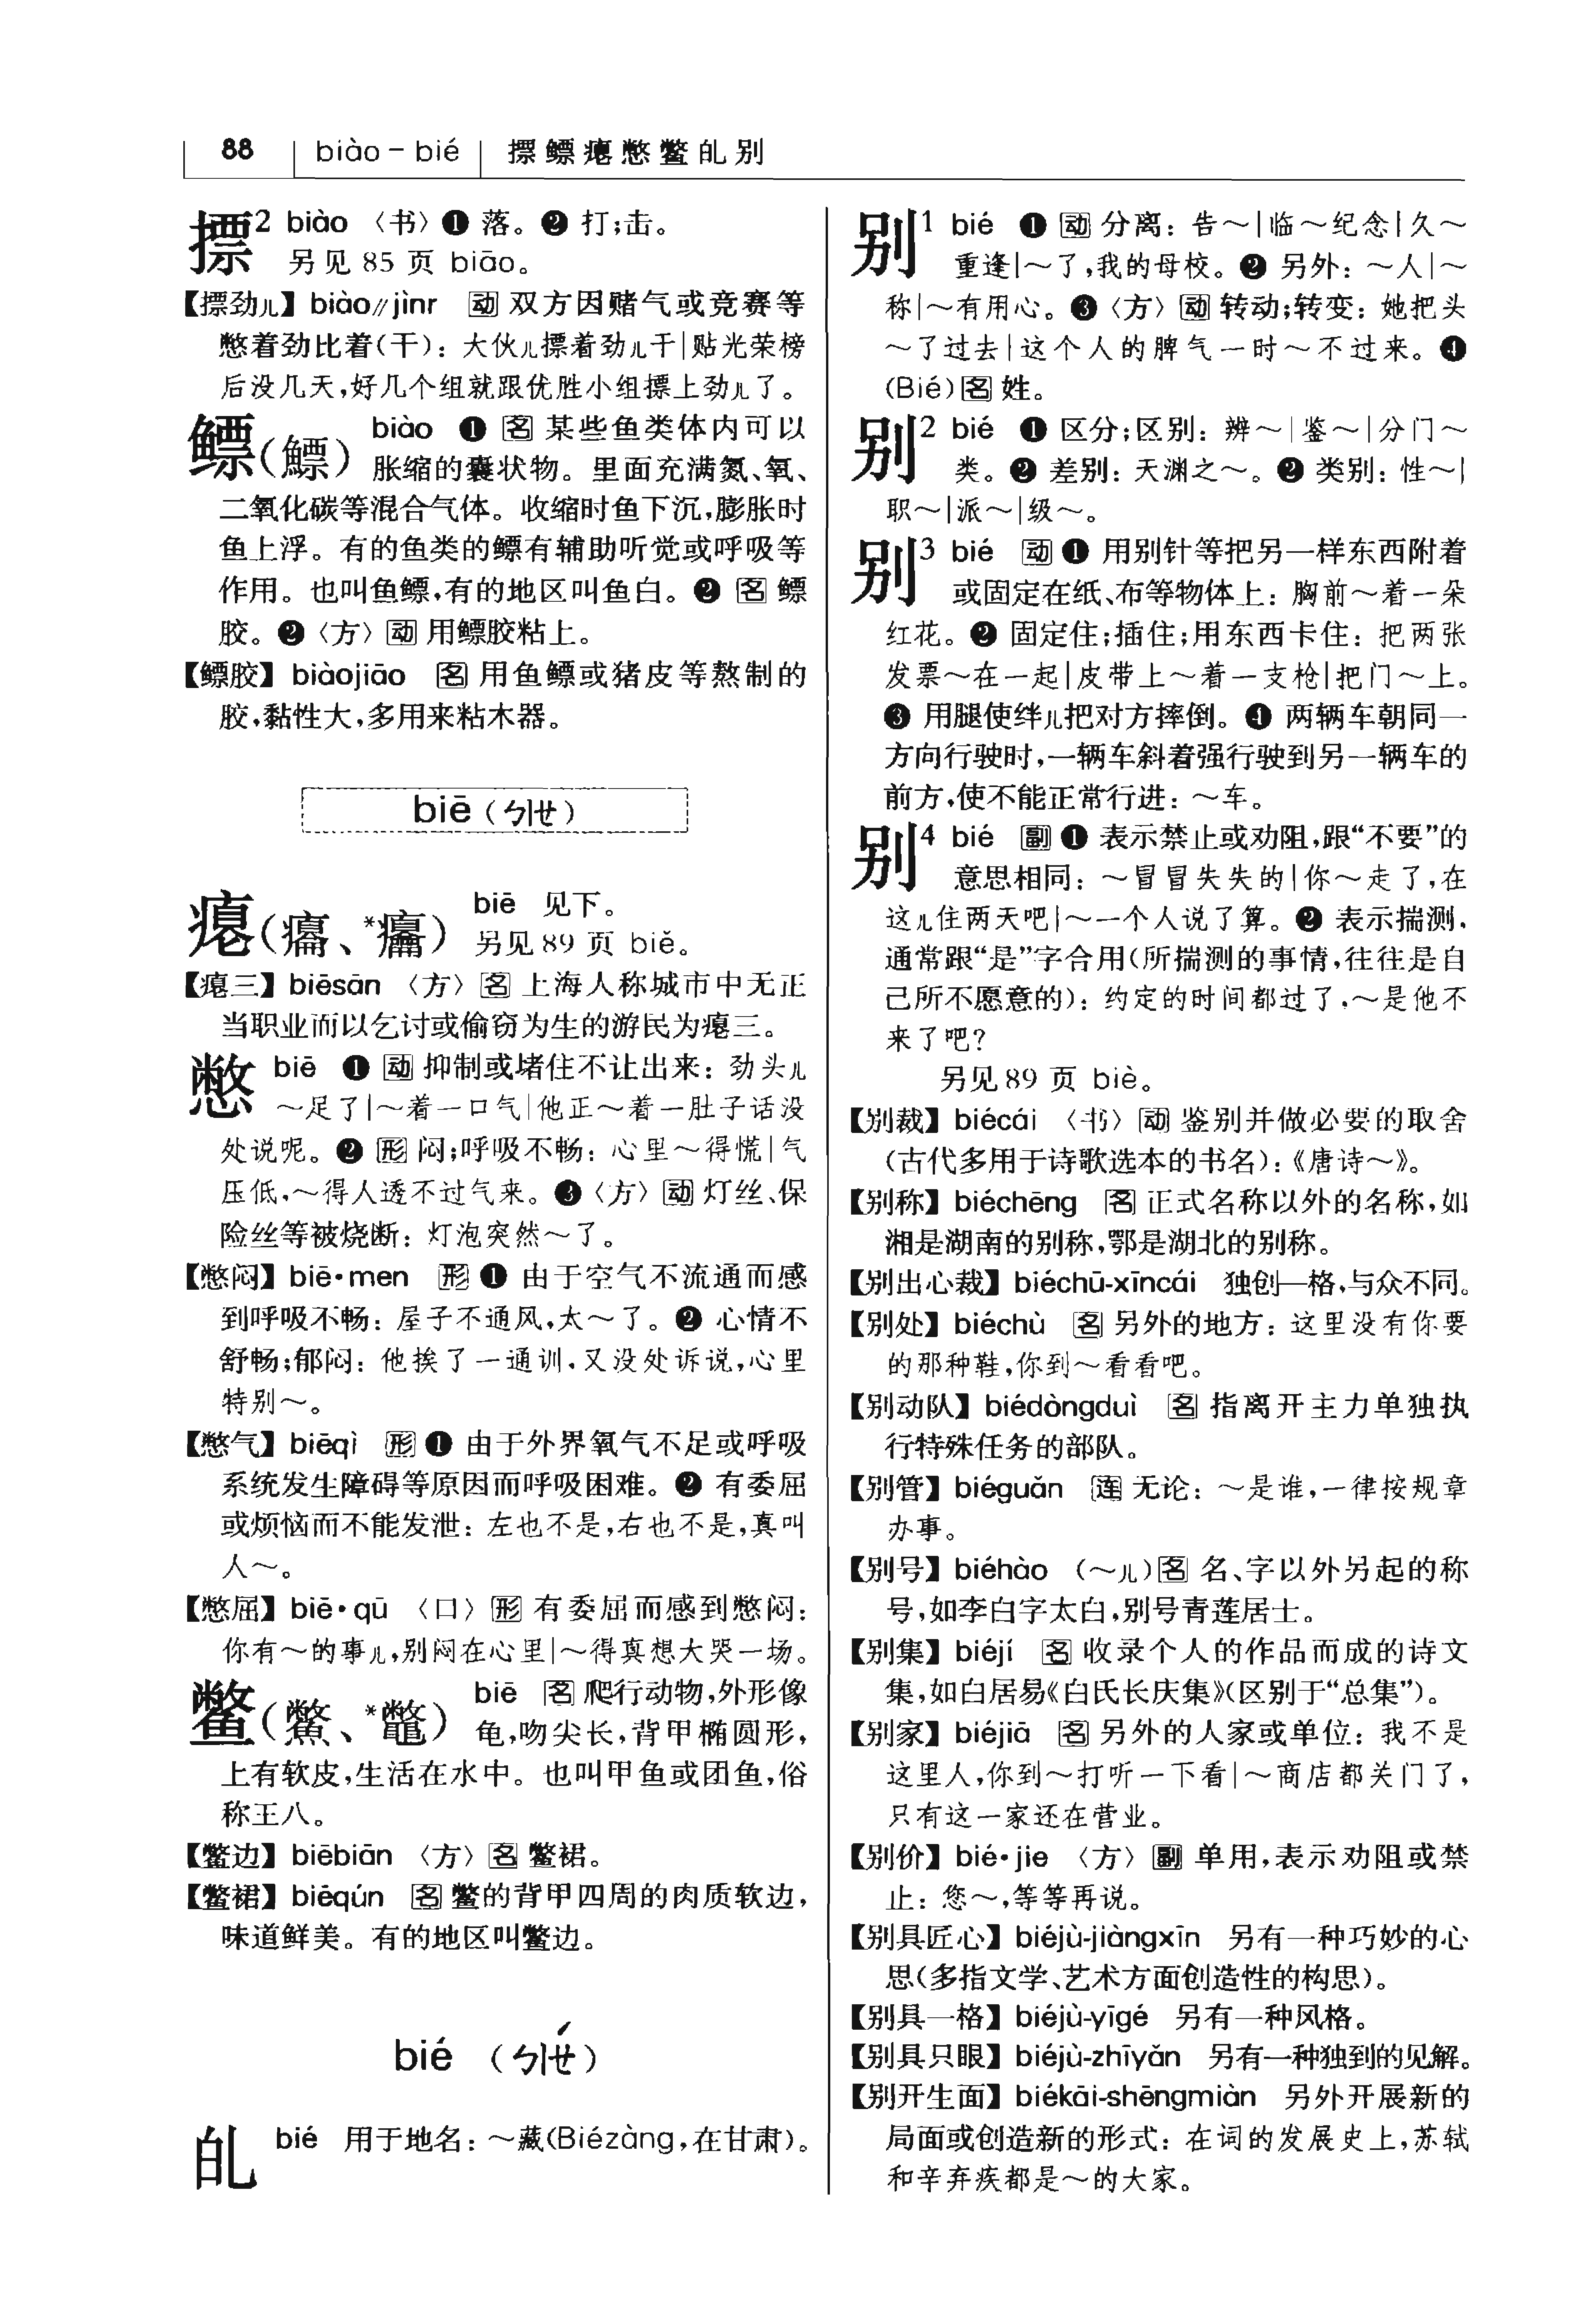 88 biào－bié 摽鳔瘪憋鳖𠂹别
摽² biào 〈书〉❶ 落。❷ 打;击。
另见 85 页 biāo。
【摽劲儿】biào∥jìnr 动 双方因赌气或竞赛等
憋着劲比着(干)：大伙儿摽着劲儿干|贴光荣榜
后没几天,好几个组就跟优胜小组摽上劲儿了。
鳔(鰾) biào ❶ 名 某些鱼类体内可以
胀缩的囊状物。里面充满氮、氧、
二氧化碳等混合气体。收缩时鱼下沉,膨胀时
鱼上浮。有的鱼类的鳔有辅助听觉或呼吸等
作用。也叫鱼鳔,有的地区叫鱼白。❷ 名 鳔
胶。❷〈方〉动 用鳔胶粘上。
【鳔胶】biàojiāo 名 用鱼鳔或猪皮等熬制的
胶,黏性大,多用来粘木器。
biē (ㄅㄧㄝ)
瘪(癟、*癟) biē 见下。
另见 89 页 biě。
【瘪三】biēsān 〈方〉名 上海人称城市中无正
当职业而以乞讨或偷窃为生的游民为瘪三。
憋 biē ❶ 动 抑制或堵住不让出来：劲头儿
～足了|～着一口气|他正～着一肚子话没
处说呢。❷ 形 闷;呼吸不畅：心里～得慌|气
压低,～得人透不过气来。❸〈方〉动 灯丝、保
险丝等被烧断：灯泡突然～了。
【憋闷】biē·men 形 ❶ 由于空气不流通而感
到呼吸不畅：屋子不通风,太～了。❷ 心情不
舒畅;郁闷：他挨了一通训,又没处诉说,心里
特别～。
【憋气】biēqì 形 ❶ 由于外界氧气不足或呼吸
系统发生障碍等原因而呼吸困难。❷ 有委屈
或烦恼而不能发泄：左也不是,右也不是,真叫
人～。
【憋屈】biē·qū 〈口〉形 有委屈而感到憋闷：
你有～的事儿,别闷在心里|～得真想大哭一场。
鳖(鱉、*鼈) biē 名 爬行动物,外形像
龟,吻尖长,背甲椭圆形,
上有软皮,生活在水中。也叫甲鱼或团鱼,俗
称王八。
【鳖边】biēbiān 〈方〉名 鳖裙。
【鳖裙】biēqún 名 鳖的背甲四周的肉质软边,
味道鲜美。有的地区叫鳖边。
bié (ㄅㄧㄝˊ)
bié 用于地名：～藏(Biézàng,在甘肃)。
别¹ bié ❶ 动 分离：告～|临～纪念|久～
重逢|～了,我的母校。❷ 另外：～人|～
称|～有用心。❸〈方〉动 转动;转变：她把头
～了过去|这个人的脾气一时～不过来。❹
(Bié)名 姓。
别² bié ❶ 区分;区别：辨～|鉴～|分门～
类。❷ 差别：天渊之～。❷ 类别：性～|
职～|派～|级～。
别³ bié 动 ❶ 用别针等把另一样东西附着
或固定在纸、布等物体上：胸前～着一朵
红花。❷ 固定住;插住;用东西卡住：把两张
发票～在一起|皮带上～着一支枪|把门～上。
❸ 用腿使绊儿把对方摔倒。❹ 两辆车朝同一
方向行驶时,一辆车斜着强行驶到另一辆车的
前方,使不能正常行进：～车。
别⁴ bié 副 ❶ 表示禁止或劝阻,跟“不要”的
意思相同：～冒冒失失的|你～走了,在
这儿住两天吧|～一个人说了算。❷ 表示揣测,
通常跟“是”字合用(所揣测的事情,往往是自
己所不愿意的)：约定的时间都过了,～是他不
来了吧?
另见 89 页 biè。
【别裁】biécái 〈书〉动 鉴别并做必要的取舍
(古代多用于诗歌选本的书名)：《唐诗～》。
【别称】biéchēng 名 正式名称以外的名称,如
湘是湖南的别称,鄂是湖北的别称。
【别出心裁】biéchū-xīncái 独创一格,与众不同。
【别处】biéchù 名 另外的地方：这里没有你要
的那种鞋,你到～看看吧。
【别动队】biédòngduì 名 指离开主力单独执
行特殊任务的部队。
【别管】biéguǎn 连 无论：～是谁,一律按规章
办事。
【别号】biéhào (～儿)名 名、字以外另起的称
号,如李白字太白,别号青莲居士。
【别集】biéjí 名 收录个人的作品而成的诗文
集,如白居易《白氏长庆集》(区别于“总集”)。
【别家】biéjiā 名 另外的人家或单位：我不是
这里人,你到～打听一下看|～商店都关门了,
只有这一家还在营业。
【别价】bié·jie 〈方〉副 单用,表示劝阻或禁
止：您～,等等再说。
【别具匠心】biéjù-jiàngxīn 另有一种巧妙的心
思(多指文学、艺术方面创造性的构思)。
【别具一格】biéjù-yīgé 另有一种风格。
【别具只眼】biéjù-zhīyǎn 另有一种独到的见解。
【别开生面】biékāi-shēngmiàn 另外开展新的
局面或创造新的形式：在词的发展史上,苏轼
和辛弃疾都是～的大家。